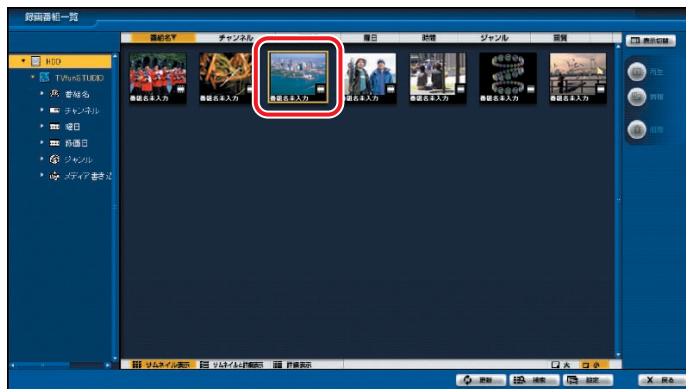 録画番組一覧
番組名▼ チャンネル 曜日 時間 ジャンル 画質
表示切替
HDD
TVfunSTUDIO
番組名
チャンネル
曜日
録画日
ジャンル
メディア書き込
番組名未入力 番組名未入力 番組名未入力 番組名未入力 番組名未入力 番組名未入力 番組名未入力
再生
情報
削除
サムネイル表示 サムネイル+詳細表示 詳細表示 大 小
更新 検索 設定 X 戻る